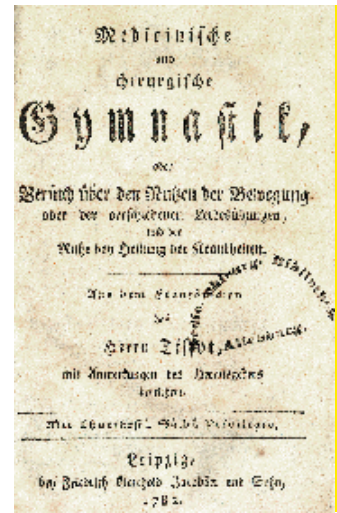 Medicinische
und
chirurgische
Gymnastik,
oder
Versuch über den Nutzen der Bewegung
oder der verschiedenen Leibesübungen,
und der
Ruhe bey Heilung der Krankheiten.
Aus dem Französischen
des
Herrn Tissot,
mit Anmerkungen des
Mit Churfürstl. Sächs. Privilegio.
Leipzig,
bey Friedrich Gotthold Jacobäer und Sohn,
1782.
Abtheilung.